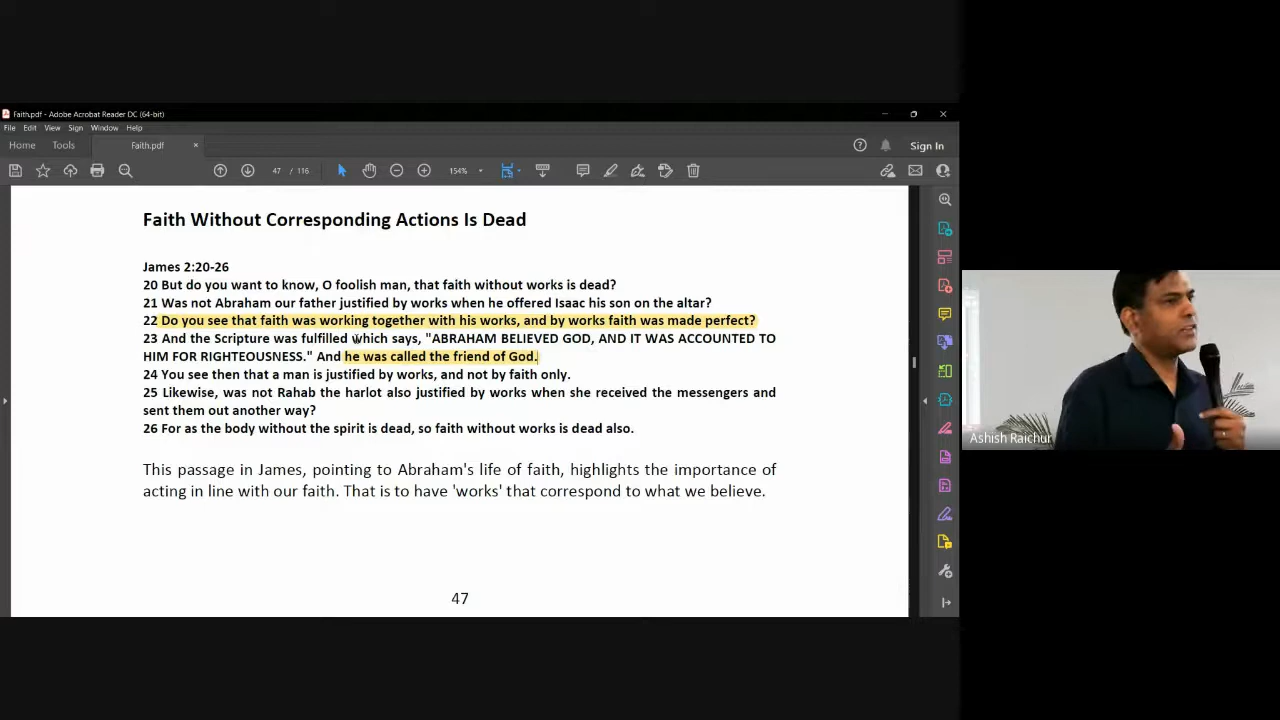 Faith.pdf - Adobe Acrobat Reader DC (64-bit)
File Edit View Sign Window Help
Home Tools Faith.pdf × Sign In
47 / 116 154%
Faith Without Corresponding Actions Is Dead
James 2:20-26
20 But do you want to know, O foolish man, that faith without works is dead?
21 Was not Abraham our father justified by works when he offered Isaac his son on the altar?
22 Do you see that faith was working together with his works, and by works faith was made perfect?
23 And the Scripture was fulfilled which says, "ABRAHAM BELIEVED GOD, AND IT WAS ACCOUNTED TO
HIM FOR RIGHTEOUSNESS." And he was called the friend of God.
24 You see then that a man is justified by works, and not by faith only.
25 Likewise, was not Rahab the harlot also justified by works when she received the messengers and
sent them out another way?
26 For as the body without the spirit is dead, so faith without works is dead also.
This passage in James, pointing to Abraham's life of faith, highlights the importance of
acting in line with our faith. That is to have 'works' that correspond to what we believe.
47
Ashish Raichur